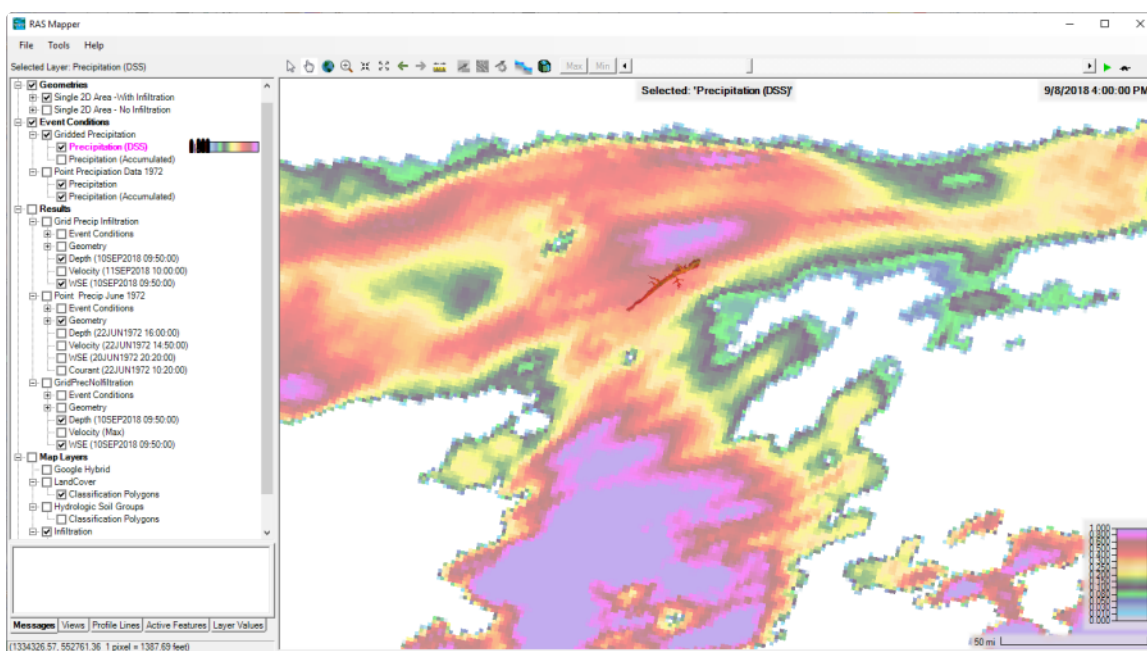 RAS Mapper
File Tools Help
Selected Layer: Precipitation (DSS)
Max Min
Geometries
Single 2D Area -With Infiltration
Single 2D Area - No Infiltration
Event Conditions
Gridded Precipitation
Precipitation (DSS)
Precipitation (Accumulated)
Point Precipiation Data 1972
Precipitation
Precipitation (Accumulated)
Results
Grid Precip Infiltration
Event Conditions
Geometry
Depth (10SEP2018 09:50:00)
Velocity (11SEP2018 10:00:00)
WSE (10SEP2018 09:50:00)
Point Precip June 1972
Event Conditions
Geometry
Depth (22JUN1972 16:00:00)
Velocity (22JUN1972 14:50:00)
WSE (20JUN1972 20:20:00)
Courant (22JUN1972 10:20:00)
GridPrecNoIfiltration
Event Conditions
Geometry
Depth (10SEP2018 09:50:00)
Velocity (Max)
WSE (10SEP2018 09:50:00)
Map Layers
Google Hybrid
LandCover
Classification Polygons
Hydrologic Soil Groups
Classification Polygons
Infiltration
Messages Views Profile Lines Active Features Layer Values
(1334326.57, 552761.36 1 pixel = 1387.69 feet)
Selected: 'Precipitation (DSS)'
9/8/2018 4:00:00 PM
1.000
0.000
50 mi